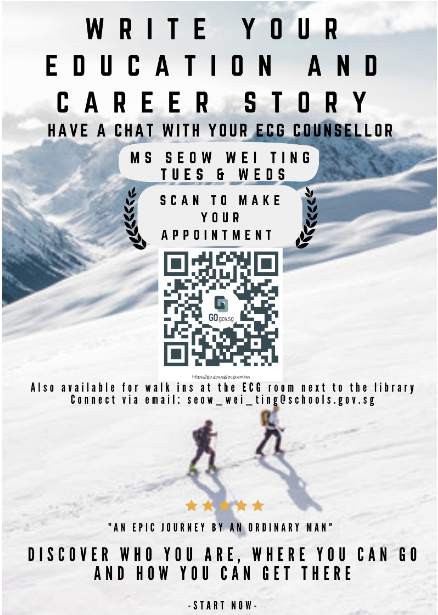 WRITE YOUR
EDUCATION AND
CAREER STORY
HAVE A CHAT WITH YOUR ECG COUNSELLOR
MS SEOW WEI TING
TUES & WEDS
SCAN TO MAKE
YOUR
APPOINTMENT
GOgov.sg
Also available for walk ins at the ECG room next to the library
Connect via email: seow_wei_ting@schools.gov.sg
"AN EPIC JOURNEY BY AN ORDINARY MAN"
DISCOVER WHO YOU ARE, WHERE YOU CAN GO
AND HOW YOU CAN GET THERE
-START NOW-